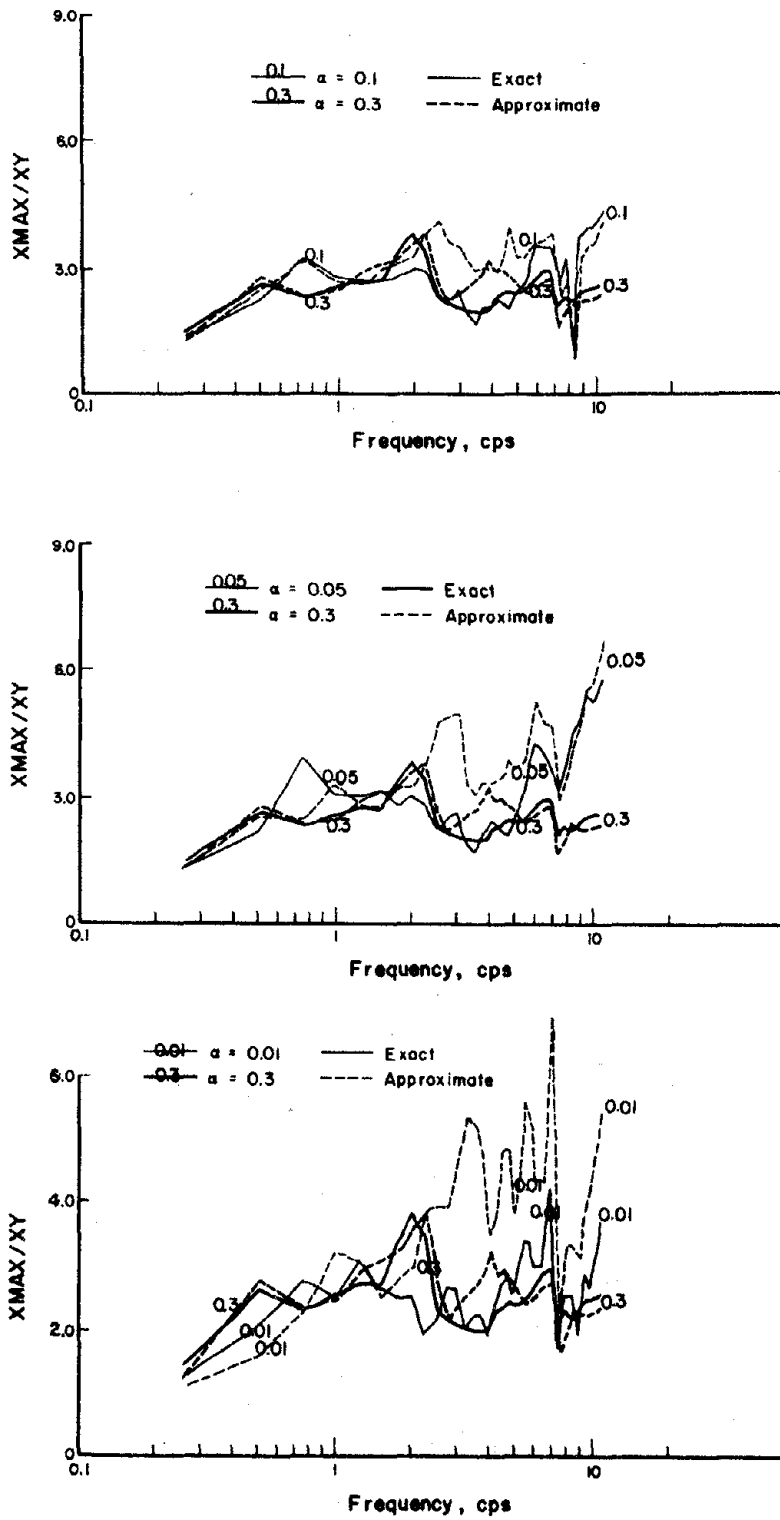 9.0
0.1 α = 0.1 Exact
0.3 α = 0.3 Approximate
6.0
XMAX/XY
0.1
0.1
3.0
0.3
0.3
0.3
0
0.1 1 10
Frequency, cps
9.0
0.05 α = 0.05 Exact
0.3 α = 0.3 Approximate
6.0
0.05
XMAX/XY
0.05
0.05
3.0
0.3
0.3
0.3
0
0.1 1 10
Frequency, cps
0.01 α = 0.01 Exact
0.3 α = 0.3 Approximate
6.0
0.01
0.01
XMAX/XY
4.0
0.01
0.01
0.3
0.3
0.3
0.01
0.01
2.0
0
0.1 1 10
Frequency, cps